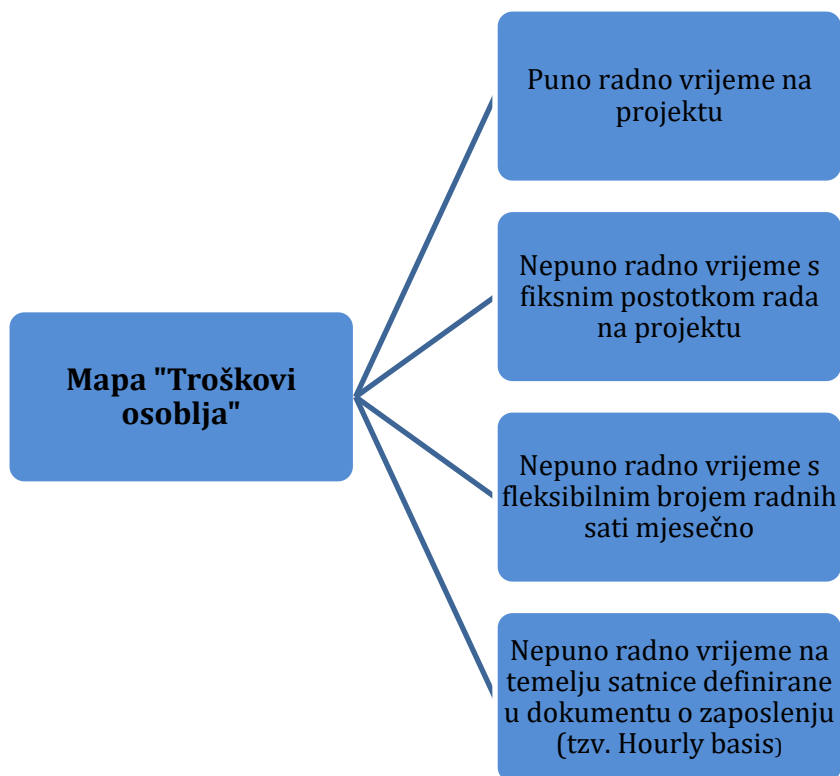 Puno radno vrijeme na
projektu
Nepuno radno vrijeme s
fiksnim postotkom rada
na projektu
Mapa "Troškovi
osoblja"
Nepuno radno vrijeme s
fleksibilnim brojem radnih
sati mjesečno
Nepuno radno vrijeme na
temelju satnice definirane
u dokumentu o zaposlenju
(tzv. Hourly basis)